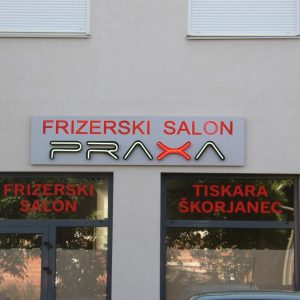 FRIZERSKI SALON
PRAXA
FRIZERSKI
SALON
TISKARA
ŠKORJANEC